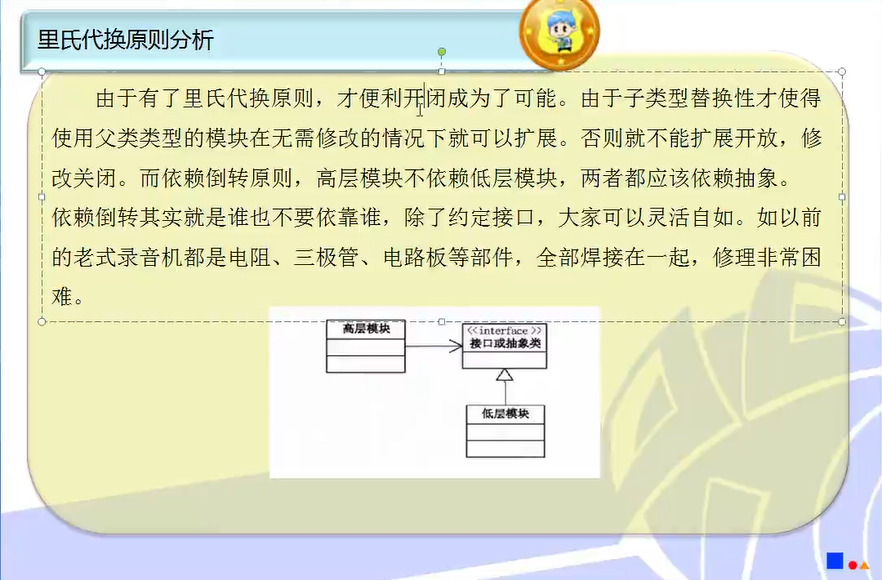 里氏代换原则分析
由于有了里氏代换原则，才便利开闭成为了可能。由于子类型替换性才使得
使用父类类型的模块在无需修改的情况下就可以扩展。否则就不能扩展开放，修
改关闭。而依赖倒转原则，高层模块不依赖低层模块，两者都应该依赖抽象。
依赖倒转其实就是谁也不要依靠谁，除了约定接口，大家可以灵活自如。如以前
的老式录音机都是电阻、三极管、电路板等部件，全部焊接在一起，修理非常困
难。
高层模块
<<interface>>
接口或抽象类
低层模块